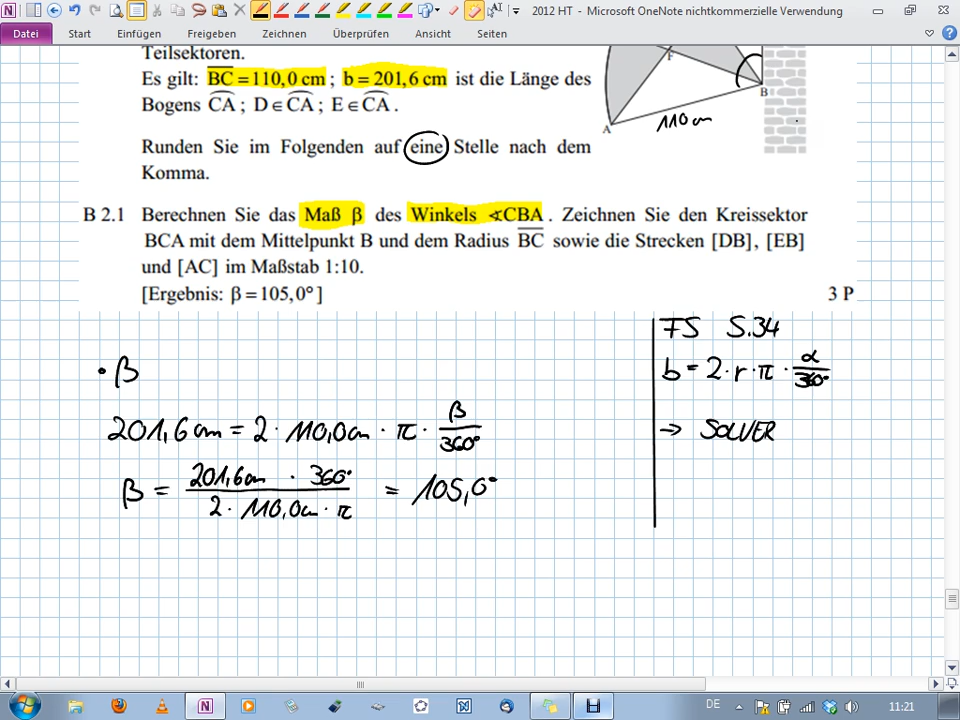 2012 HT - Microsoft OneNote nichtkommerzielle Verwendung
Datei Start Einfügen Freigeben Zeichnen Überprüfen Ansicht Seiten
Teilsektoren.
Es gilt: BC = 110,0 cm ; b = 201,6 cm ist die Länge des
Bogens CA ; D ∈ CA ; E ∈ CA .
F
B
A
110 cm
Runden Sie im Folgenden auf eine Stelle nach dem
Komma.
B 2.1 Berechnen Sie das Maß β des Winkels ∢CBA . Zeichnen Sie den Kreissektor
BCA mit dem Mittelpunkt B und dem Radius BC sowie die Strecken [DB], [EB]
und [AC] im Maßstab 1:10.
[Ergebnis: β = 105,0° ] 3 P
• β
201,6 cm = 2 · 110,0 cm · π · β/360°
β = 201,6 cm · 360° / 2 · 110,0 cm · π = 105,0°
FS S.34
b = 2 · r · π · α/360°
→ SOLVER
DE 11:21